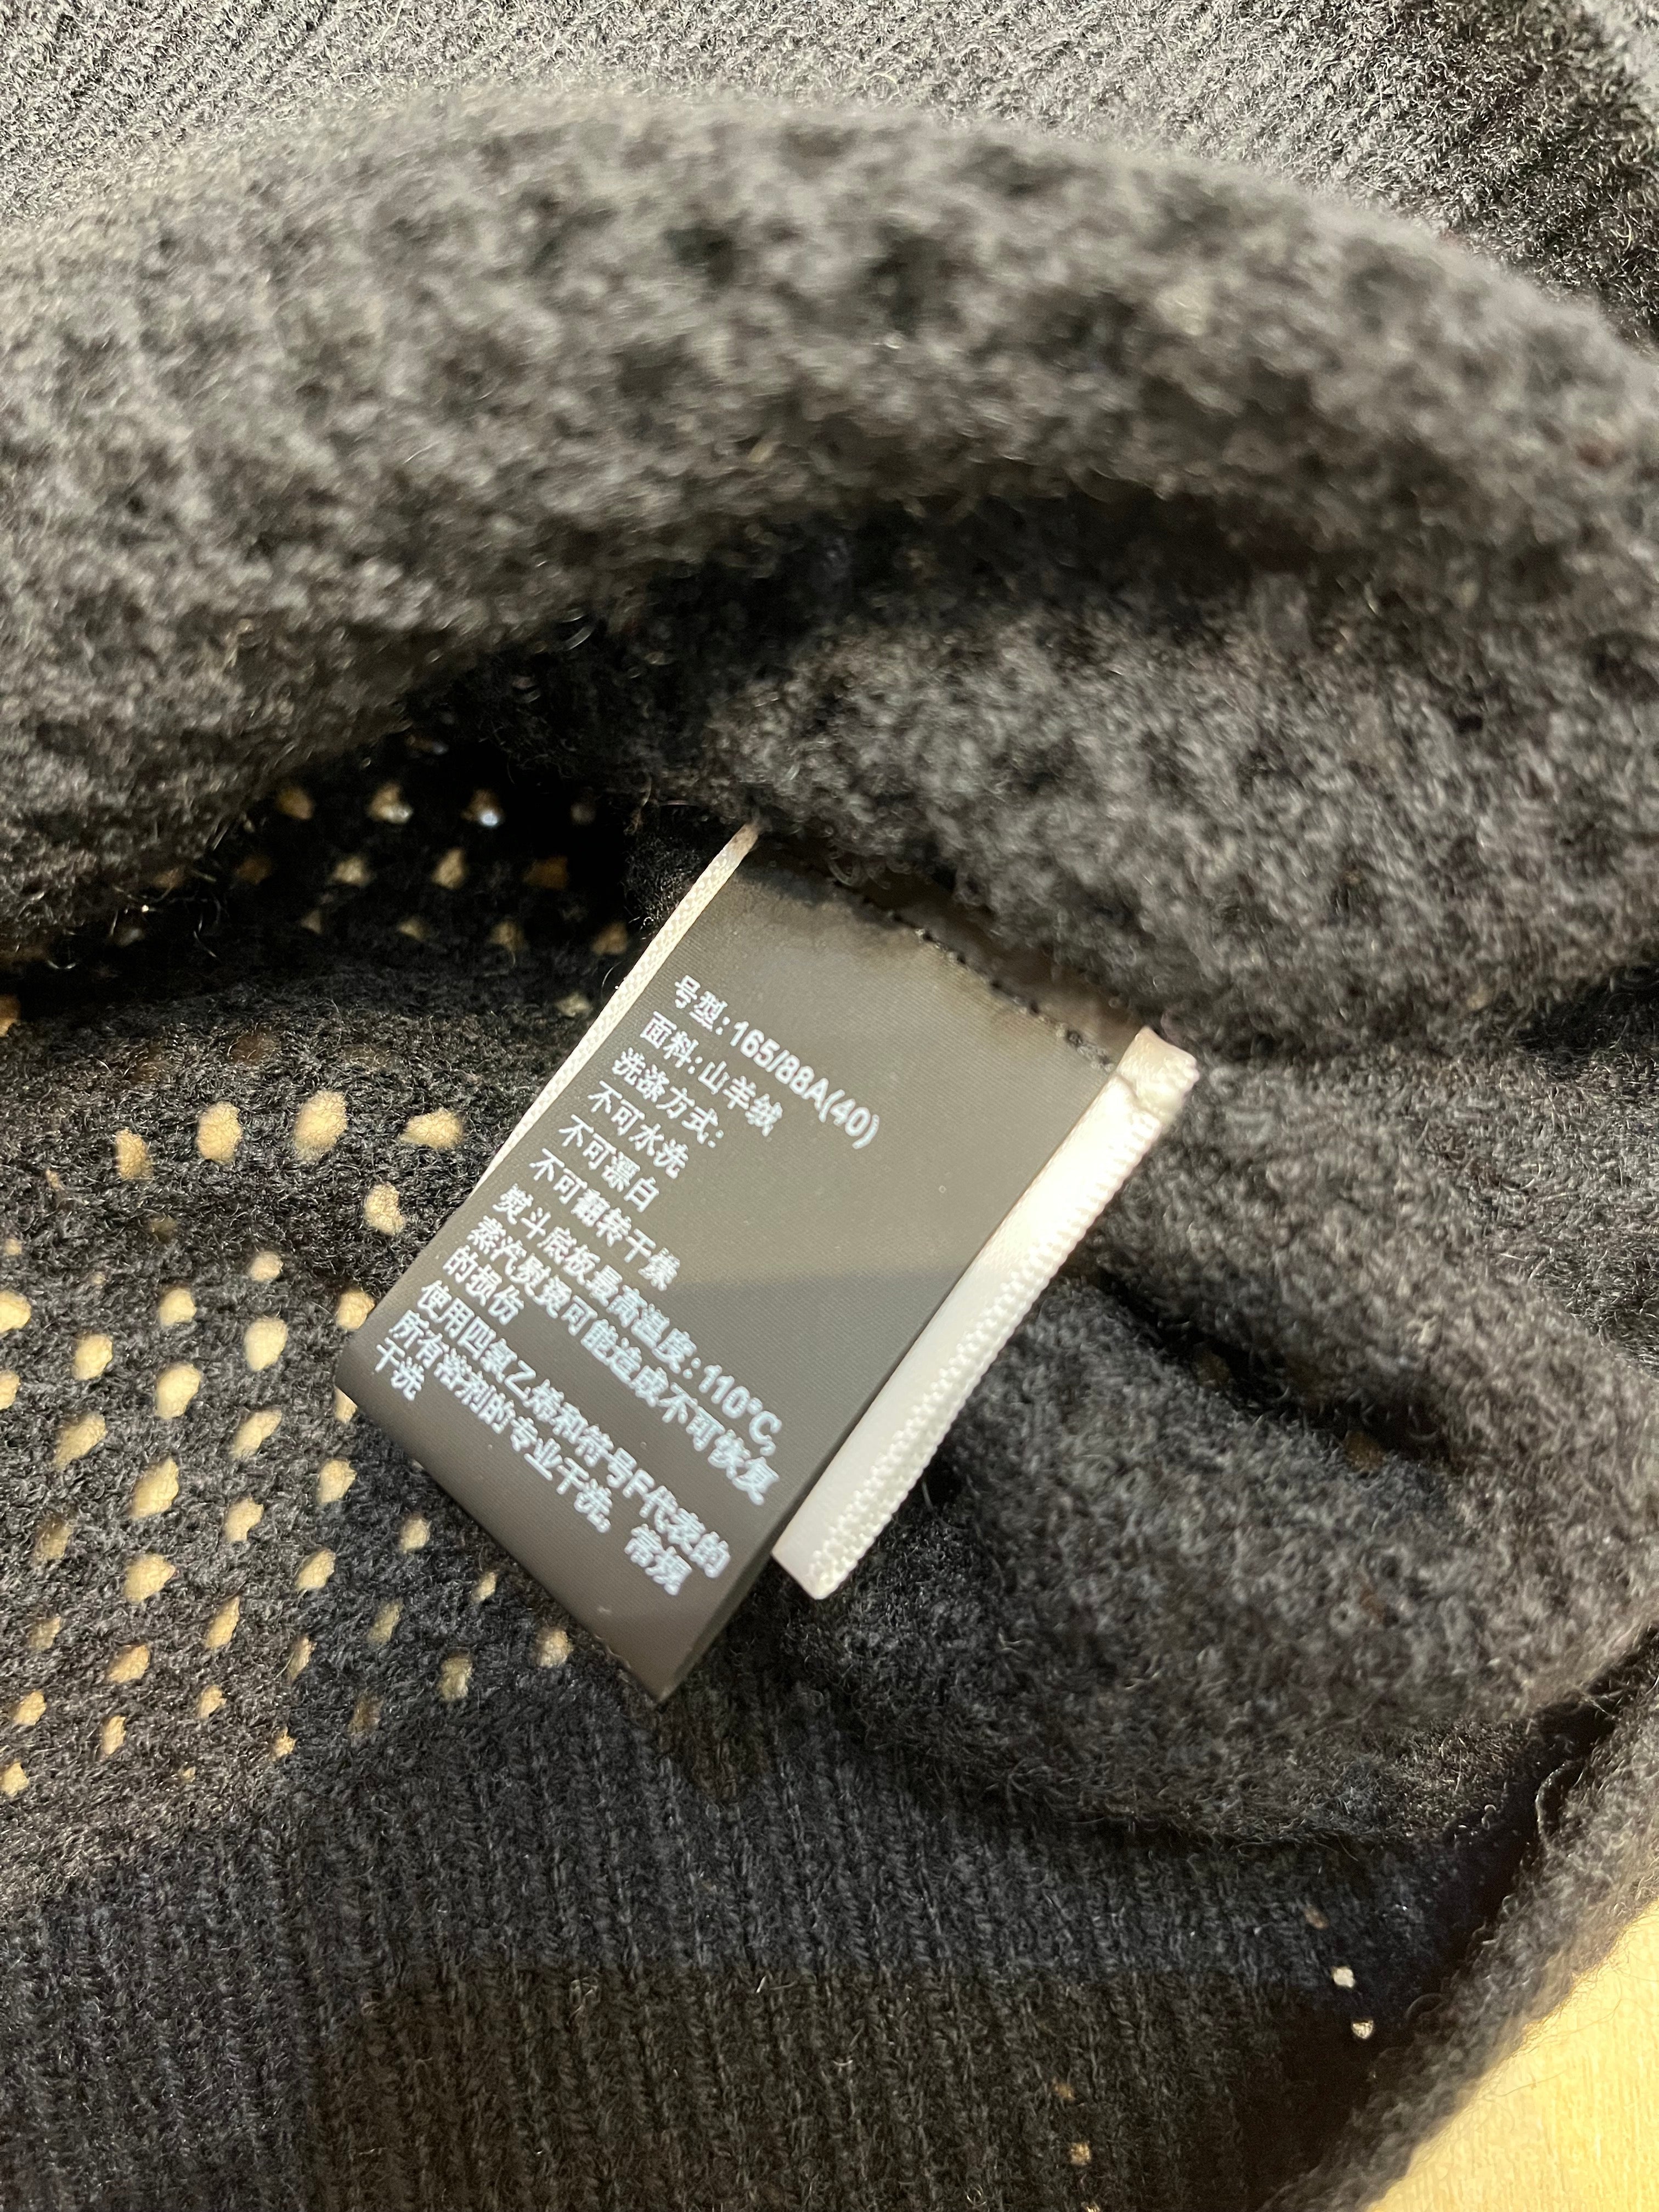 号型: 165/88A(40)
面料: 山羊绒
洗涤方式:
不可水洗
不可漂白
不可翻转干燥
熨斗底板最高温度: 110°C,
蒸汽熨烫可能造成不可恢复
的损伤
使用四氯乙烯和符号F代表的
所有溶剂的专业干洗, 常规
干洗